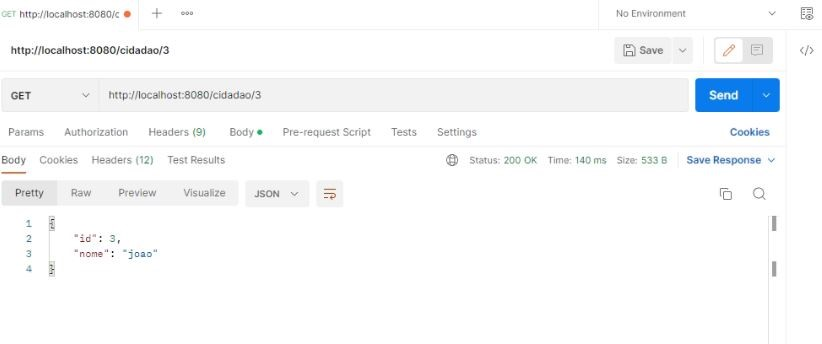 GET http://localhost:8080/c No Environment
http://localhost:8080/cidadao/3 Save
GET http://localhost:8080/cidadao/3 Send
Params Authorization Headers (9) Body Pre-request Script Tests Settings Cookies
Body Cookies Headers (12) Test Results Status: 200 OK Time: 140 ms Size: 533 B Save Response
Pretty Raw Preview Visualize JSON
1 {
2 "id": 3,
3 "nome": "joao"
4 }